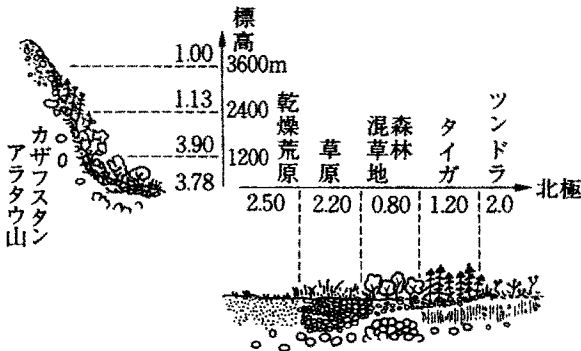 標高
1.00 3600m
1.13 2400
3.90 1200
3.78
カザフスタン
アラタウ山
乾燥荒原
草原
森林
混草地
タイガ
ツンドラ
北極
2.50 2.20 0.80 1.20 2.0